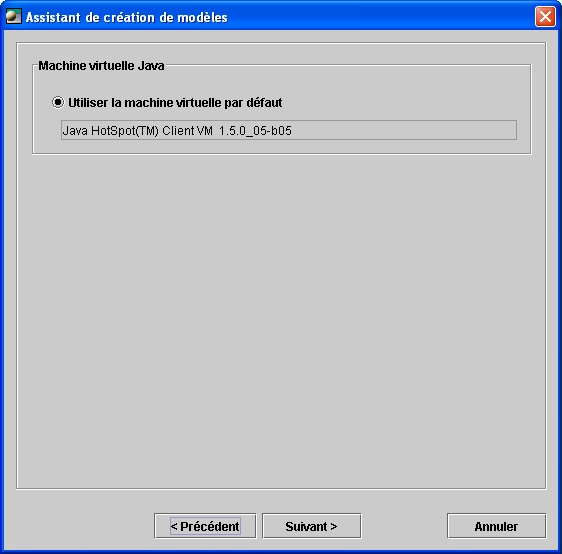 Assistant de création de modèles
Machine virtuelle Java
Utiliser la machine virtuelle par défaut
Java HotSpot(TM) Client VM 1.5.0_05-b05
< Précédent
Suivant >
Annuler